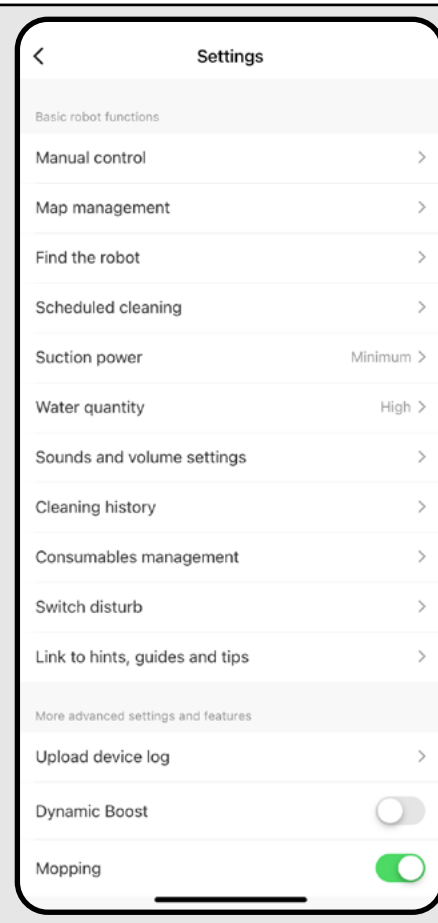 Settings
Basic robot functions
Manual control
Map management
Find the robot
Scheduled cleaning
Suction power Minimum
Water quantity High
Sounds and volume settings
Cleaning history
Consumables management
Switch disturb
Link to hints, guides and tips
More advanced settings and features
Upload device log
Dynamic Boost
Mopping